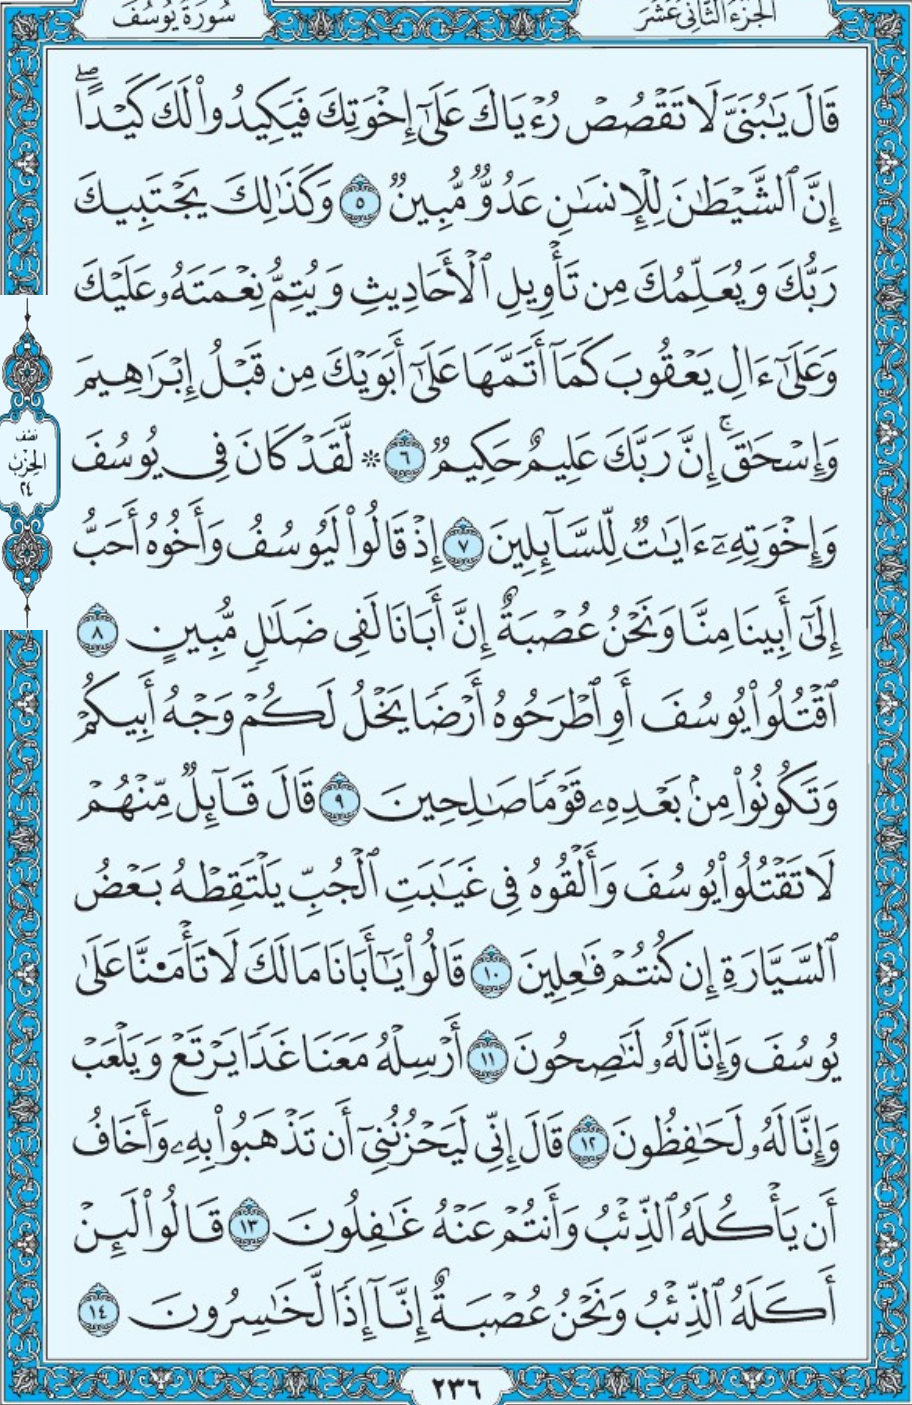 الجزء الثاني عشر
سورة يوسف
قَالَ يَٰبُنَىَّ لَا تَقْصُصْ رُءْيَاكَ عَلَىٰٓ إِخْوَتِكَ فَيَكِيدُوا۟ لَكَ كَيْدًا ۖ
إِنَّ ٱلشَّيْطَٰنَ لِلْإِنسَٰنِ عَدُوٌّ مُّبِينٌ ٥ وَكَذَٰلِكَ يَجْتَبِيكَ
رَبُّكَ وَيُعَلِّمُكَ مِن تَأْوِيلِ ٱلْأَحَادِيثِ وَيُتِمُّ نِعْمَتَهُۥ عَلَيْكَ
وَعَلَىٰٓ ءَالِ يَعْقُوبَ كَمَآ أَتَمَّهَا عَلَىٰٓ أَبَوَيْكَ مِن قَبْلُ إِبْرَٰهِيمَ
وَإِسْحَٰقَ ۚ إِنَّ رَبَّكَ عَلِيمٌ حَكِيمٌ ٦ * لَّقَدْ كَانَ فِى يُوسُفَ
وَإِخْوَتِهِۦٓ ءَايَٰتٌ لِّلسَّآئِلِينَ ٧ إِذْ قَالُوا۟ لَيُوسُفُ وَأَخُوهُ أَحَبُّ
إِلَىٰٓ أَبِينَا مِنَّا وَنَحْنُ عُصْبَةٌ إِنَّ أَبَانَا لَفِى ضَلَٰلٍ مُّبِينٍ ٨
ٱقْتُلُوا۟ يُوسُفَ أَوِ ٱطْرَحُوهُ أَرْضًا يَخْلُ لَكُمْ وَجْهُ أَبِيكُمْ
وَتَكُونُوا۟ مِنۢ بَعْدِهِۦ قَوْمًا صَٰلِحِينَ ٩ قَالَ قَآئِلٌ مِّنْهُمْ
لَا تَقْتُلُوا۟ يُوسُفَ وَأَلْقُوهُ فِى غَيَٰبَتِ ٱلْجُبِّ يَلْتَقِطْهُ بَعْضُ
ٱلسَّيَّارَةِ إِن كُنتُمْ فَٰعِلِينَ ١٠ قَالُوا۟ يَٰٓأَبَانَا مَا لَكَ لَا تَأْمَ۫نَّا عَلَىٰ
يُوسُفَ وَإِنَّا لَهُۥ لَنَٰصِحُونَ ١١ أَرْسِلْهُ مَعَنَا غَدًا يَرْتَعْ وَيَلْعَبْ
وَإِنَّا لَهُۥ لَحَٰفِظُونَ ١٢ قَالَ إِنِّى لَيَحْزُنُنِىٓ أَن تَذْهَبُوا۟ بِهِۦ وَأَخَافُ
أَن يَأْكُلَهُ ٱلذِّئْبُ وَأَنتُمْ عَنْهُ غَٰفِلُونَ ١٣ قَالُوا۟ لَئِنْ
أَكَلَهُ ٱلذِّئْبُ وَنَحْنُ عُصْبَةٌ إِنَّآ إِذًا لَّخَٰسِرُونَ ١٤
نصف
الحزب
٢٤
٢٣٦